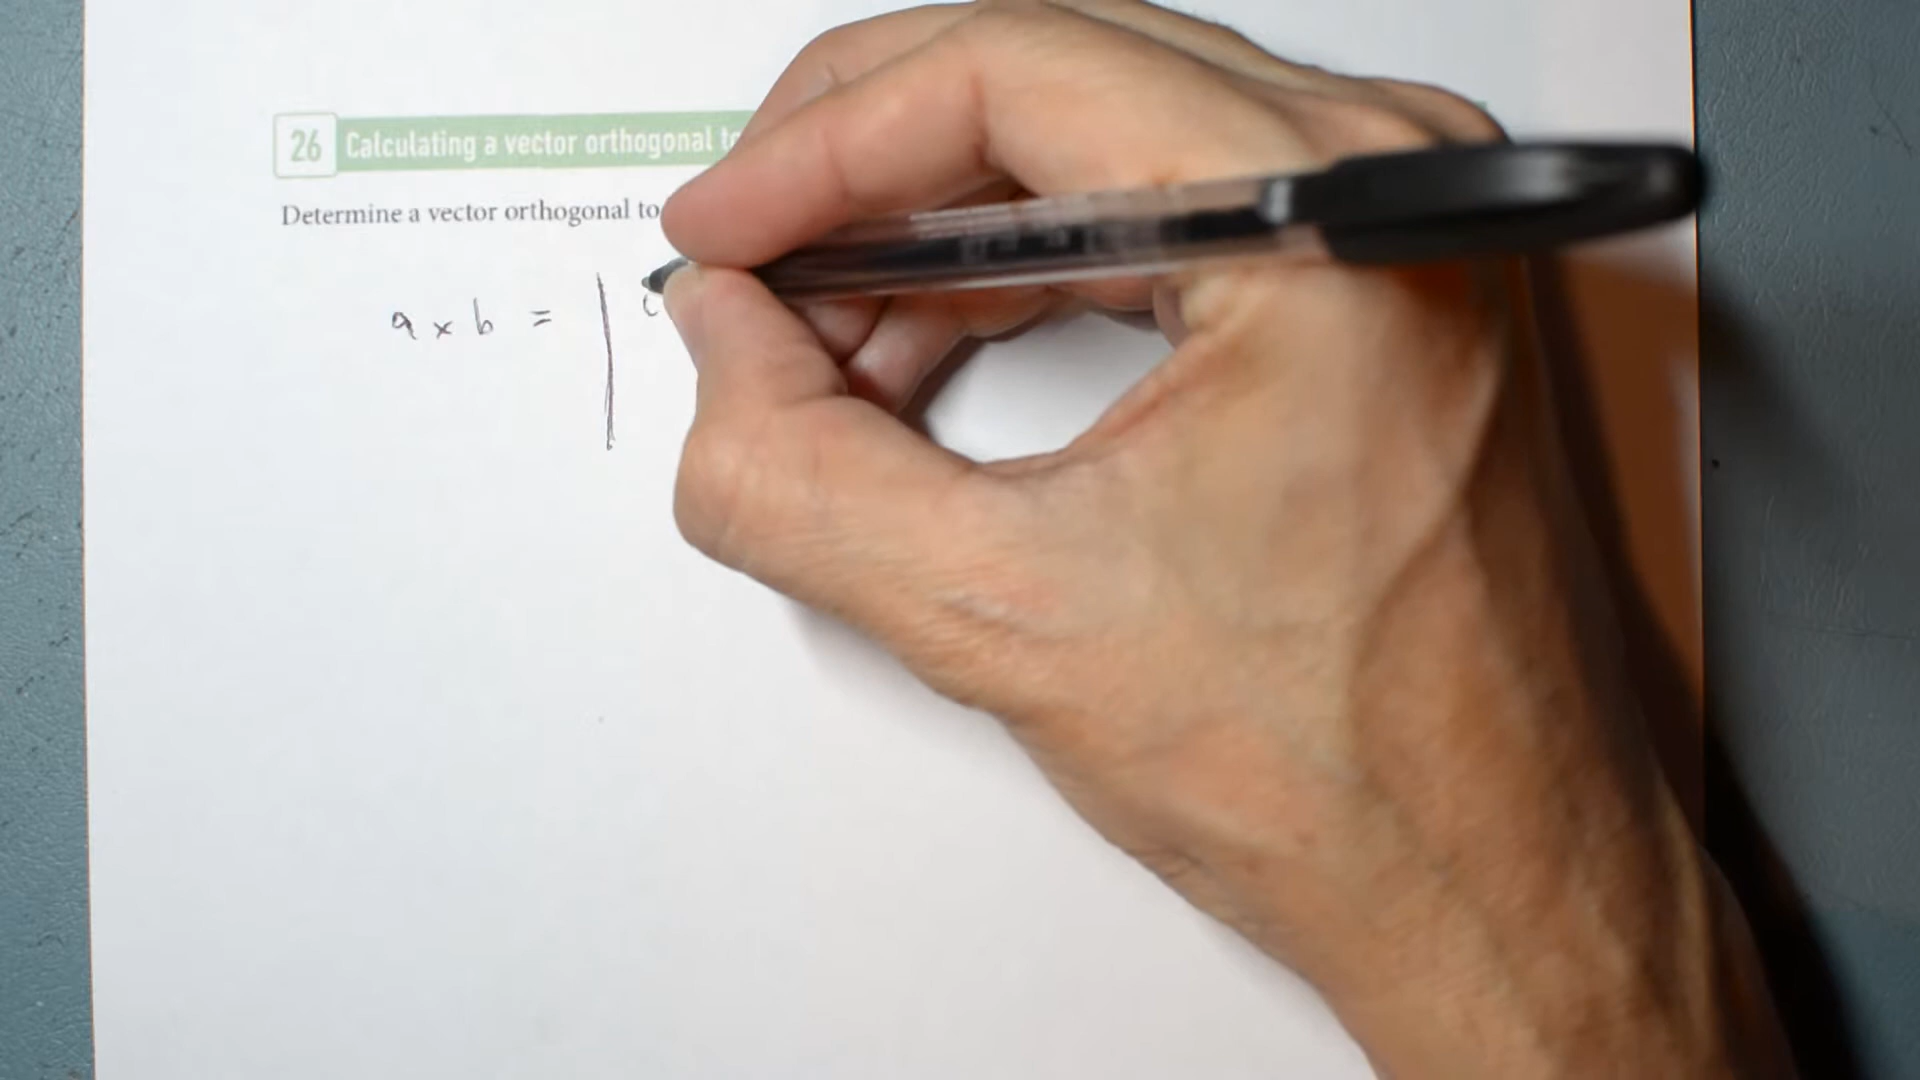 26 Calculating a vector orthogonal to
Determine a vector orthogonal to
a × b = | i